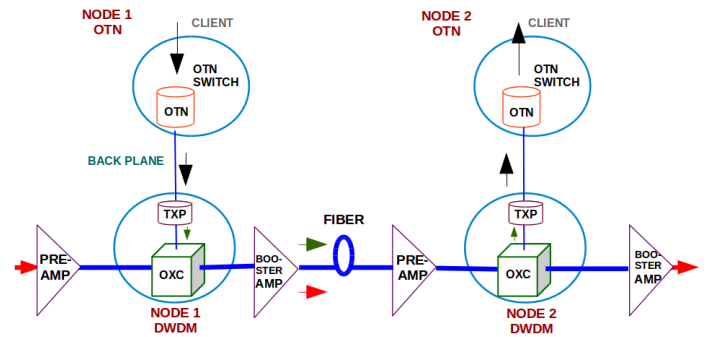 NODE 1
OTN
CLIENT
OTN
SWITCH
OTN
BACK PLANE
TXP
PRE-
AMP
OXC
BOO-
STER
AMP
NODE 1
DWDM
FIBER
NODE 2
OTN
CLIENT
OTN
SWITCH
OTN
TXP
PRE-
AMP
OXC
BOO-
STER
AMP
NODE 2
DWDM